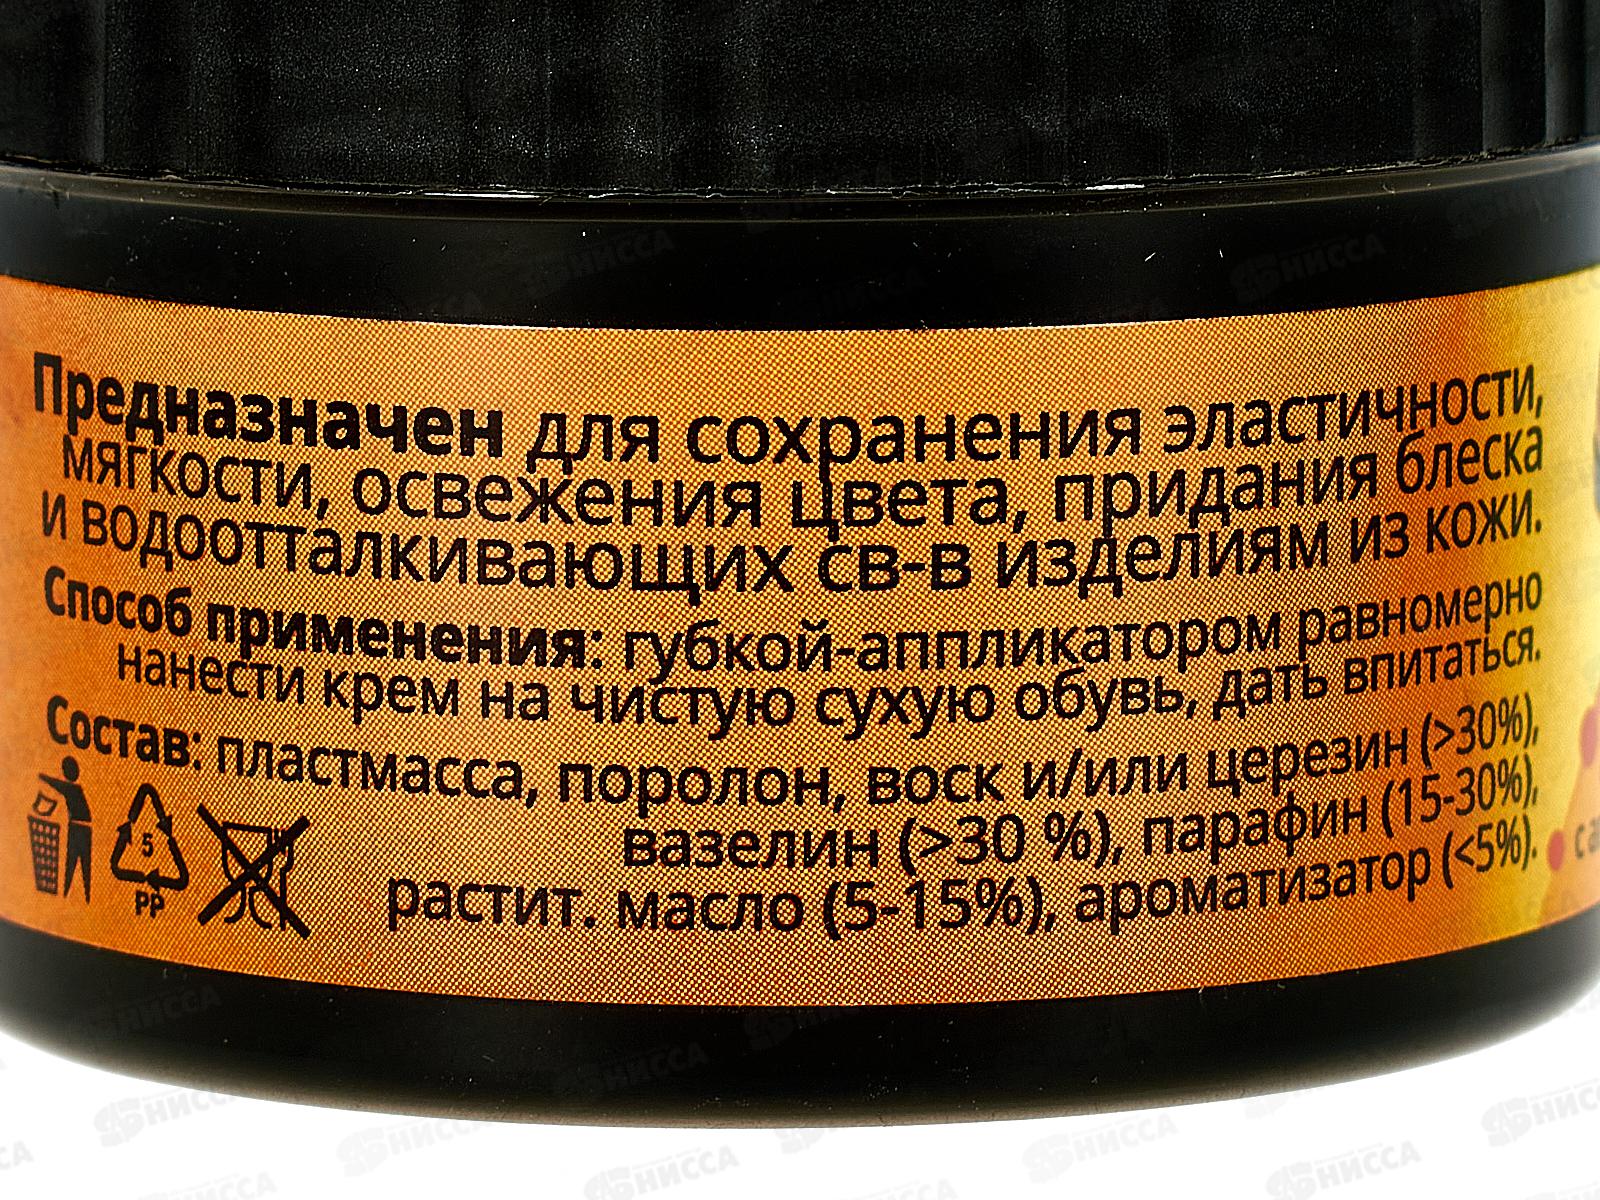 Предназначен для сохранения эластичности,
мягкости, освежения цвета, придания блеска
и водоотталкивающих св-в изделиям из кожи.
Способ применения: губкой-аппликатором равномерно
нанести крем на чистую сухую обувь, дать впитаться.
Состав: пластмасса, поролон, воск и/или церезин (>30%),
вазелин (>30 %), парафин (15-30%),
растит. масло (5-15%), ароматизатор (<5%).
5
PP